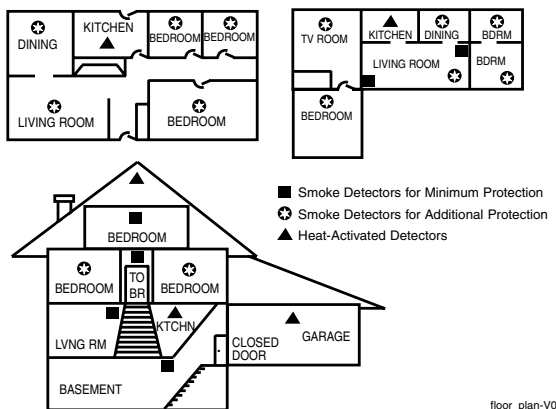 DINING
KITCHEN
BEDROOM
BEDROOM
LIVING ROOM
BEDROOM
TV ROOM
KITCHEN
DINING
BDRM
LIVING ROOM
BDRM
BEDROOM
Smoke Detectors for Minimum Protection
Smoke Detectors for Additional Protection
Heat-Activated Detectors
BEDROOM
BEDROOM
TO
BR
BEDROOM
LVNG RM
KTCHN
CLOSED
DOOR
GARAGE
BASEMENT
floor_plan-V0